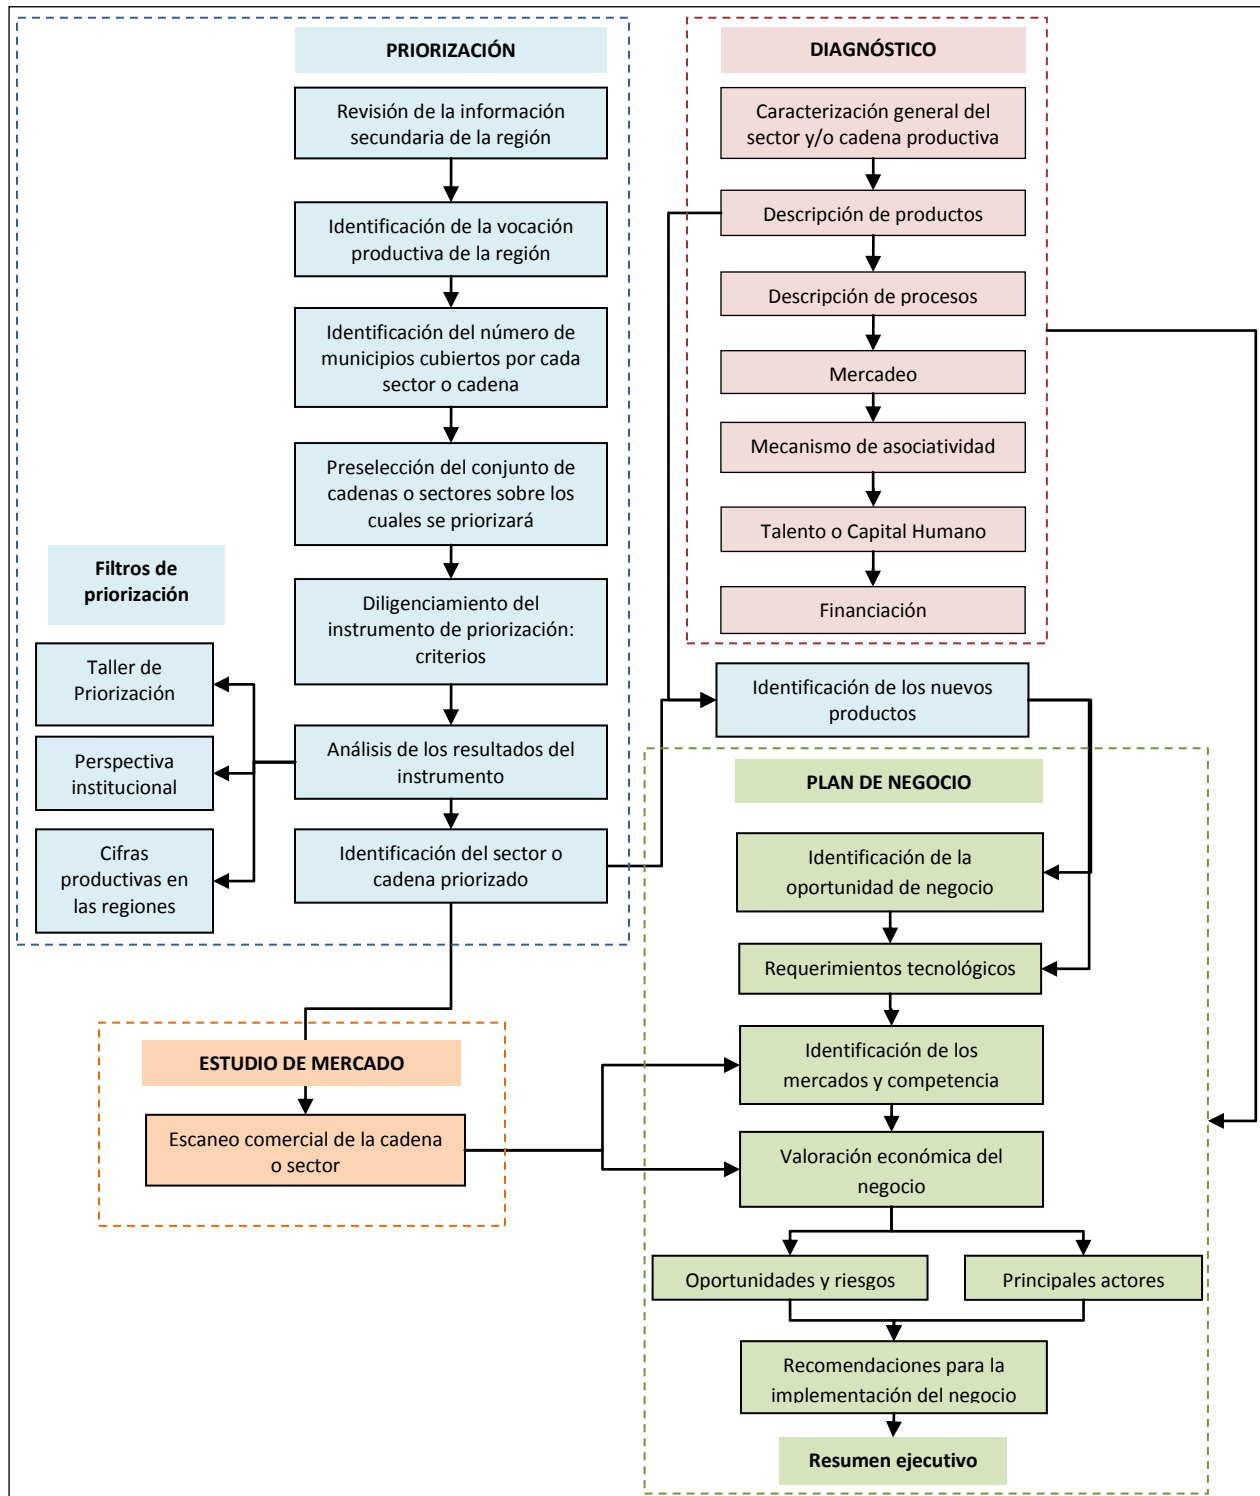 PRIORIZACIÓN
Revisión de la información
secundaria de la región
Identificación de la vocación
productiva de la región
Identificación del número de
municipios cubiertos por cada
sector o cadena
Preselección del conjunto de
cadenas o sectores sobre los
cuales se priorizará
Filtros de
priorización
Diligenciamiento del
instrumento de priorización:
criterios
Taller de
Priorización
Perspectiva
institucional
Cifras
productivas en
las regiones
Análisis de los resultados del
instrumento
Identificación del sector o
cadena priorizado
DIAGNÓSTICO
Caracterización general del
sector y/o cadena productiva
Descripción de productos
Descripción de procesos
Mercadeo
Mecanismo de asociatividad
Talento o Capital Humano
Financiación
Identificación de los nuevos
productos
ESTUDIO DE MERCADO
Escaneo comercial de la cadena
o sector
PLAN DE NEGOCIO
Identificación de la
oportunidad de negocio
Requerimientos tecnológicos
Identificación de los
mercados y competencia
Valoración económica del
negocio
Oportunidades y riesgos
Principales actores
Recomendaciones para la
implementación del negocio
Resumen ejecutivo